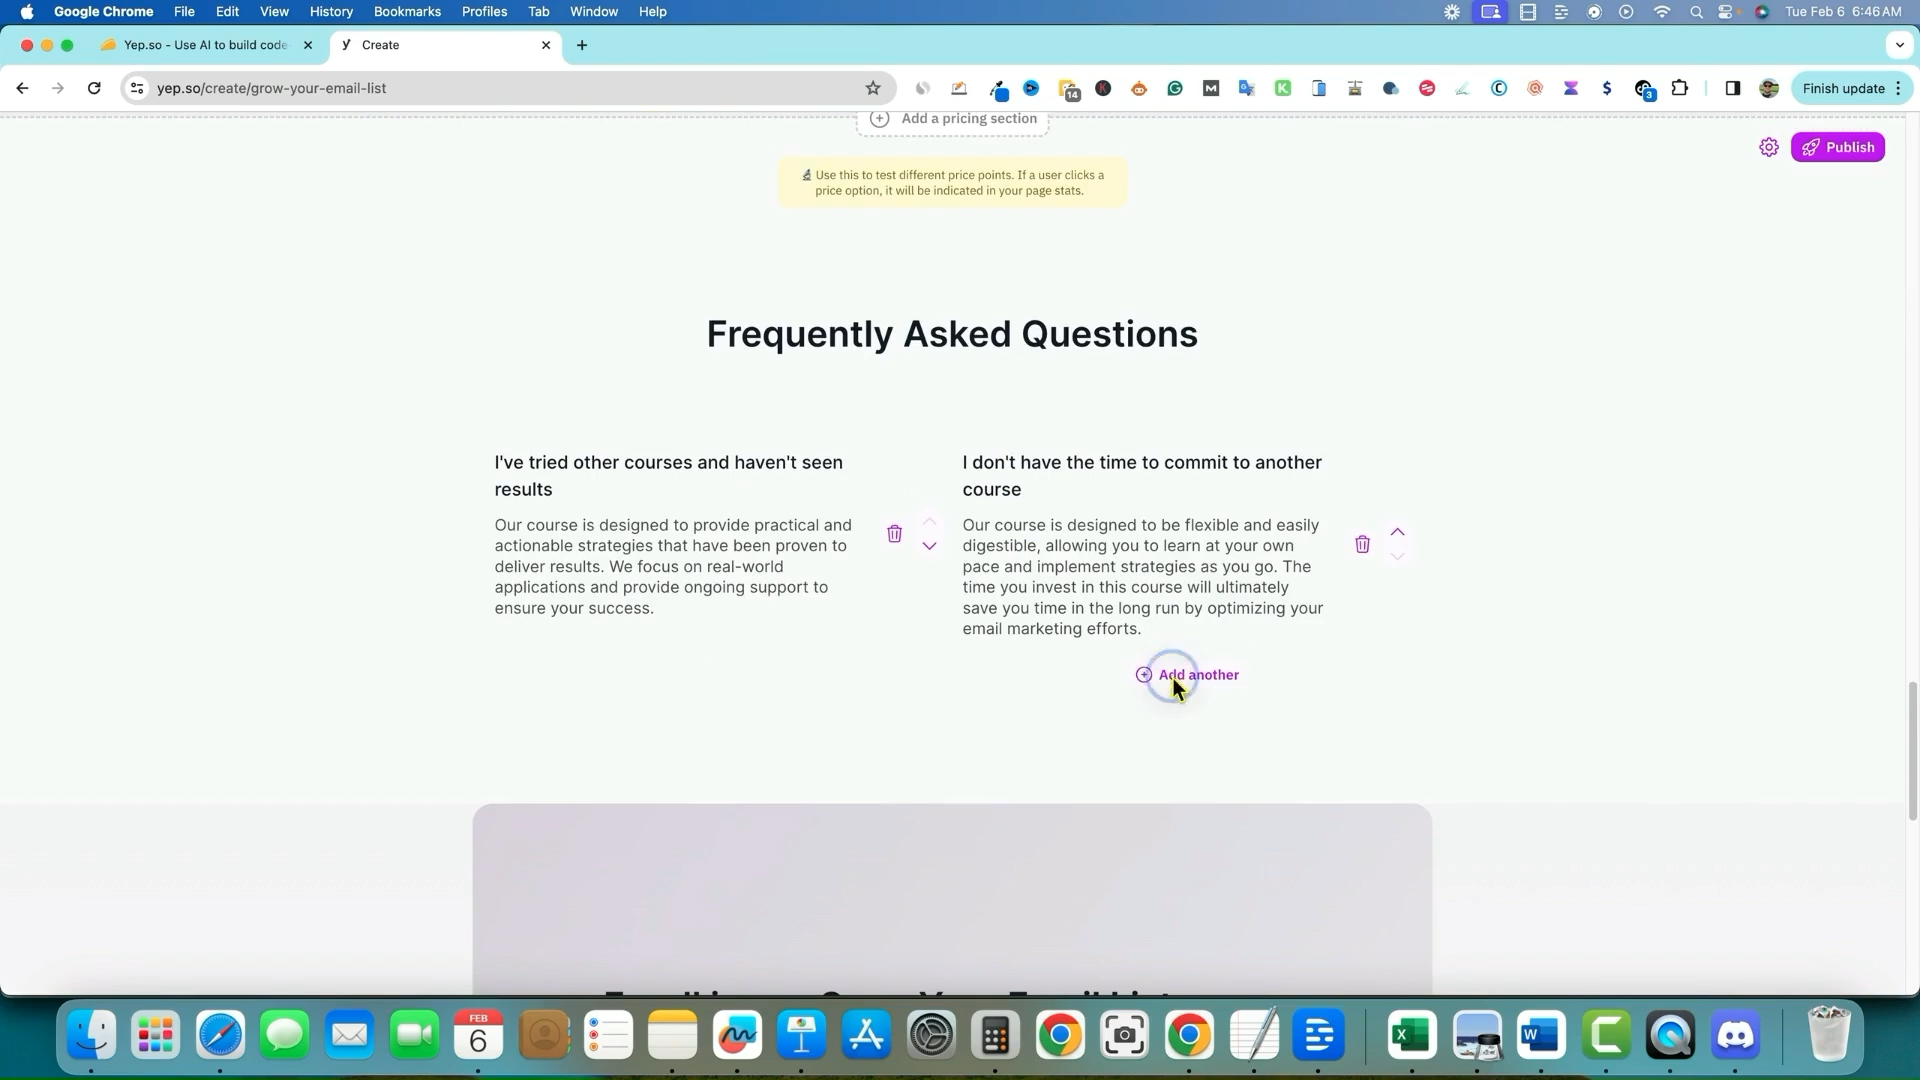 Google Chrome File Edit View History Bookmarks Profiles Tab Window Help Tue Feb 6 6:46 AM
Yep.so - Use AI to build code Create
yep.so/create/grow-your-email-list
14
3
Finish update
Add a pricing section
Publish
Use this to test different price points. If a user clicks a
price option, it will be indicated in your page stats.
Frequently Asked Questions
I've tried other courses and haven't seen
results
Our course is designed to provide practical and
actionable strategies that have been proven to
deliver results. We focus on real-world
applications and provide ongoing support to
ensure your success.
I don't have the time to commit to another
course
Our course is designed to be flexible and easily
digestible, allowing you to learn at your own
pace and implement strategies as you go. The
time you invest in this course will ultimately
save you time in the long run by optimizing your
email marketing efforts.
Add another
FEB
6